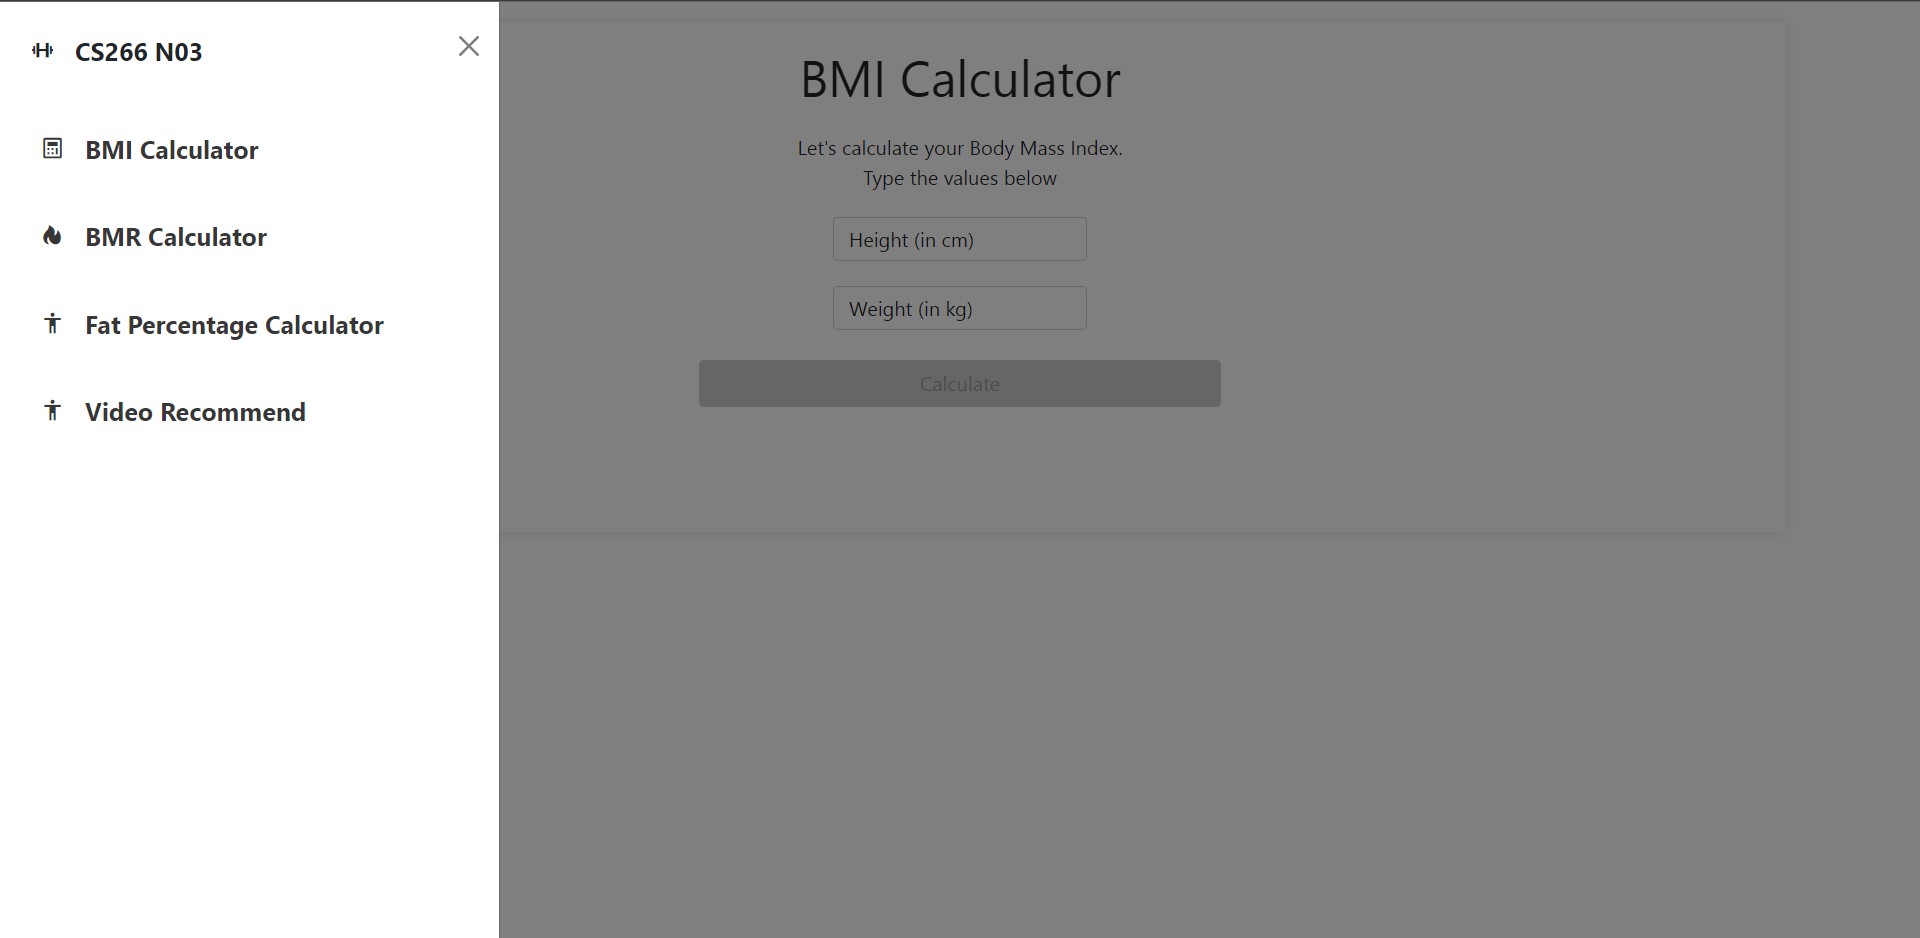 CS266 N03
BMI Calculator
BMR Calculator
Fat Percentage Calculator
Video Recommend
BMI Calculator
Let's calculate your Body Mass Index.
Type the values below
Height (in cm)
Weight (in kg)
Calculate